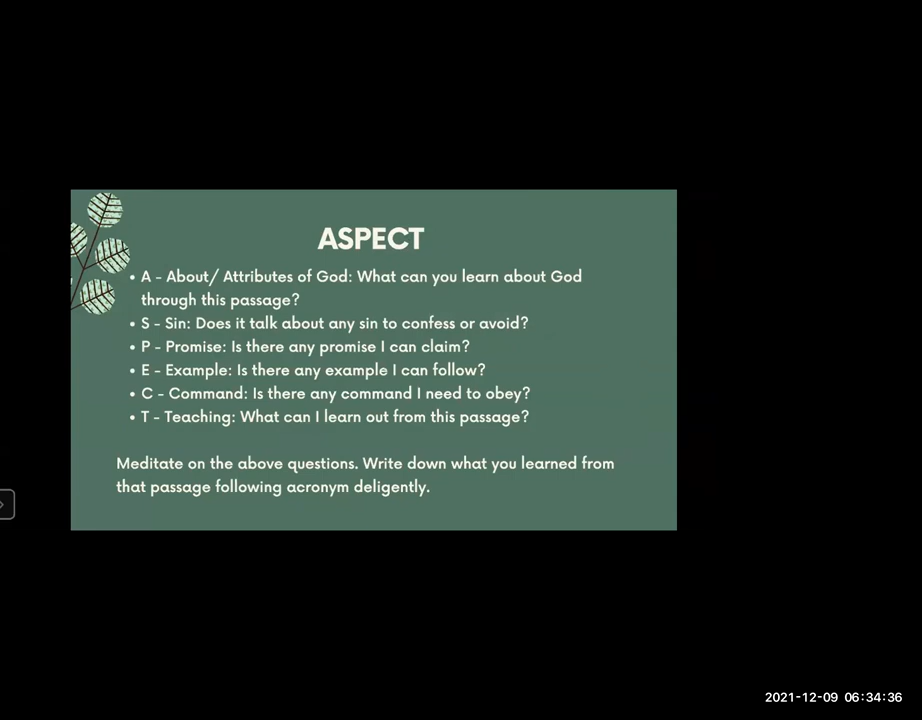 ASPECT
• A - About/ Attributes of God: What can you learn about God
through this passage?
• S - Sin: Does it talk about any sin to confess or avoid?
• P - Promise: Is there any promise I can claim?
• E - Example: Is there any example I can follow?
• C - Command: Is there any command I need to obey?
• T - Teaching: What can I learn out from this passage?
Meditate on the above questions. Write down what you learned from
that passage following acronym deligently.
2021-12-09 06:34:36